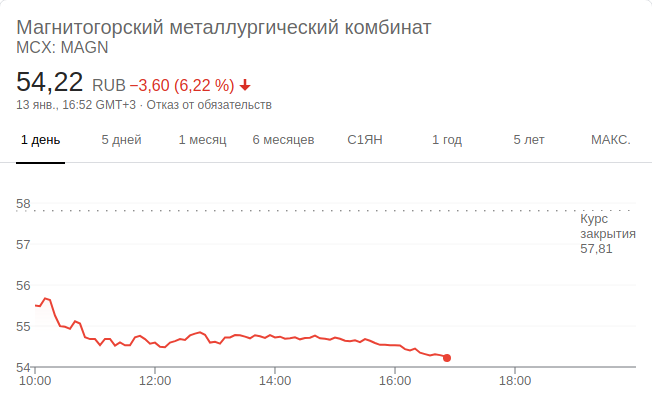 Магнитогорский металлургический комбинат
MCX: MAGN
54,22 RUB −3,60 (6,22 %)
13 янв., 16:52 GMT+3 · Отказ от обязательств
1 день 5 дней 1 месяц 6 месяцев С1ЯН 1 год 5 лет МАКС.
58
Курс
закрытия
57,81
57
56
55
54
10:00 12:00 14:00 16:00 18:00